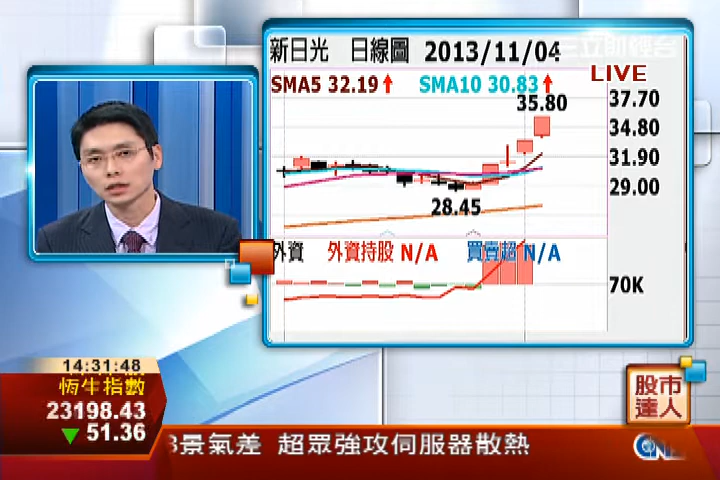 新日光 日線圖 2013/11/04
三立財經台
LIVE
SMA5 32.19 SMA10 30.83
35.80
37.70
34.80
31.90
29.00
28.45
外資 外資持股 N/A 買賣超 N/A
70K
14:31:48
恆生指數
23198.43
▼ 51.36
股市
達人
景氣差 超眾強攻伺服器散熱